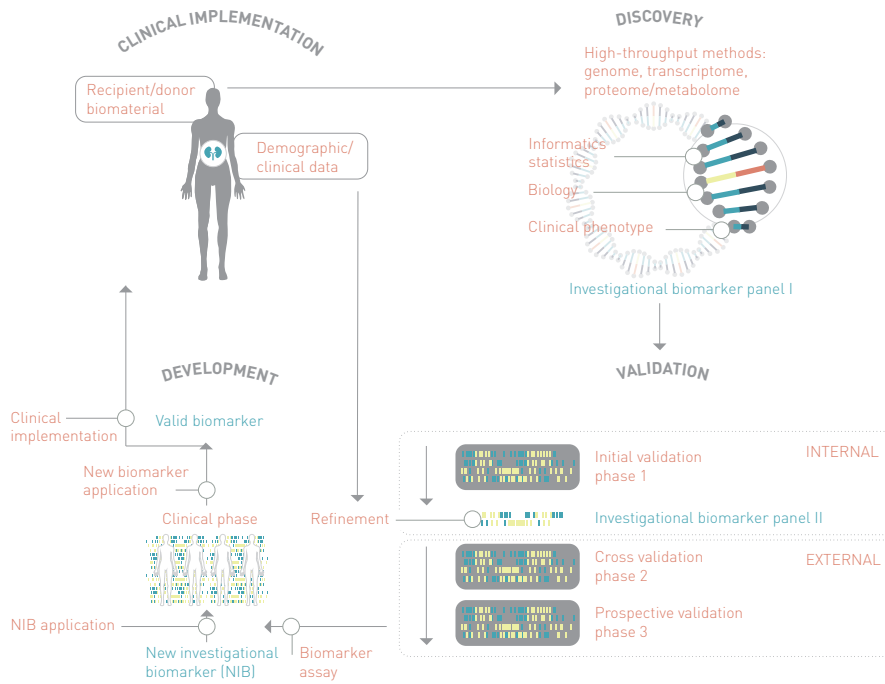 CLINICAL IMPLEMENTATION
Recipient/donor
biomaterial
Demographic/
clinical data
DISCOVERY
High-throughput methods:
genome, transcriptome,
proteome/metabolome
Informatics
statistics
Biology
Clinical phenotype
Investigational biomarker panel I
VALIDATION
INTERNAL
Initial validation
phase 1
Refinement
Investigational biomarker panel II
EXTERNAL
Cross validation
phase 2
Prospective validation
phase 3
DEVELOPMENT
Clinical
implementation
Valid biomarker
New biomarker
application
Clinical phase
NIB application
New investigational
biomarker (NIB)
Biomarker
assay